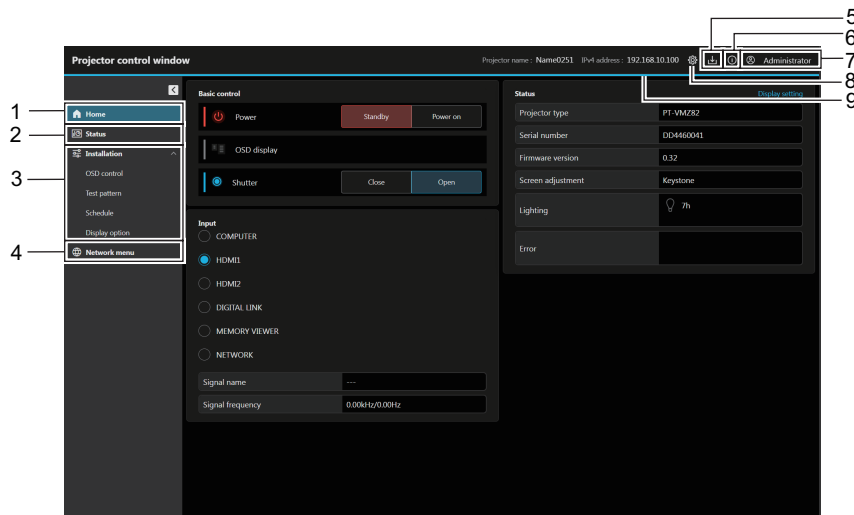 5
6
Projector control window Projector name : Name0251 IPv4 address : 192.168.10.100 Administrator 7
8
9
Basic control
Status Display setting
1 Home
Power Standby Power on
Projector type PT-VMZ82
2 Status
Serial number DD4460041
3 Installation
OSD display
Firmware version 0.32
OSD control
Shutter Close Open
Screen adjustment Keystone
Test pattern
Schedule
Lighting 7h
Display option
Input
COMPUTER
4 Network menu
Error
HDMI1
HDMI2
DIGITAL LINK
MEMORY VIEWER
NETWORK
Signal name ---
Signal frequency 0.00kHz/0.00Hz